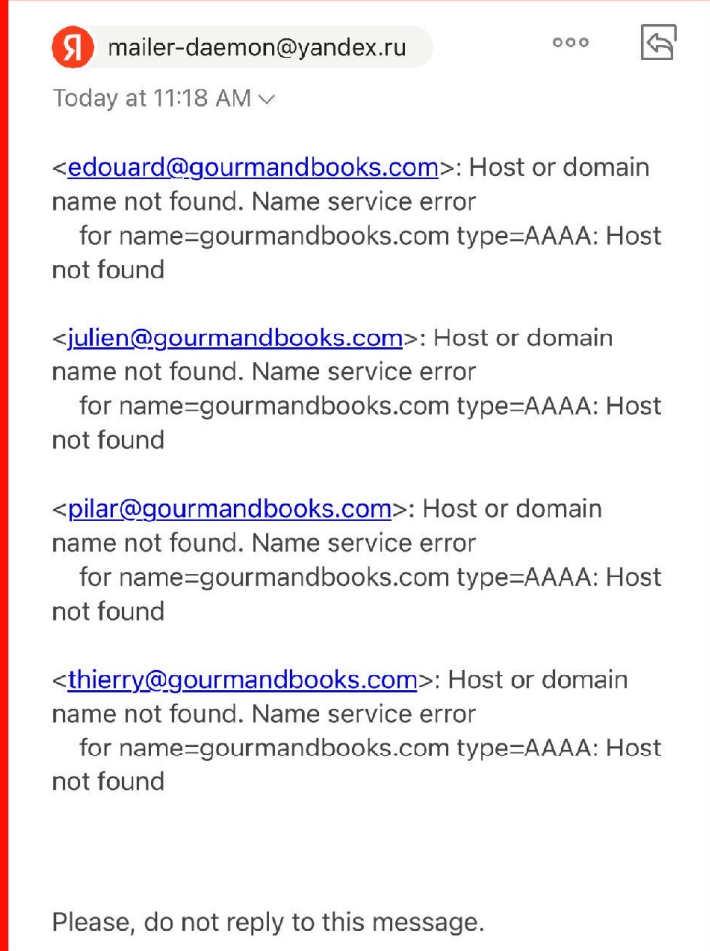 Я mailer-daemon@yandex.ru
Today at 11:18 AM
<edouard@gourmandbooks.com>: Host or domain
name not found. Name service error
for name=gourmandbooks.com type=AAAA: Host
not found
<julien@gourmandbooks.com>: Host or domain
name not found. Name service error
for name=gourmandbooks.com type=AAAA: Host
not found
<pilar@gourmandbooks.com>: Host or domain
name not found. Name service error
for name=gourmandbooks.com type=AAAA: Host
not found
<thierry@gourmandbooks.com>: Host or domain
name not found. Name service error
for name=gourmandbooks.com type=AAAA: Host
not found
Please, do not reply to this message.